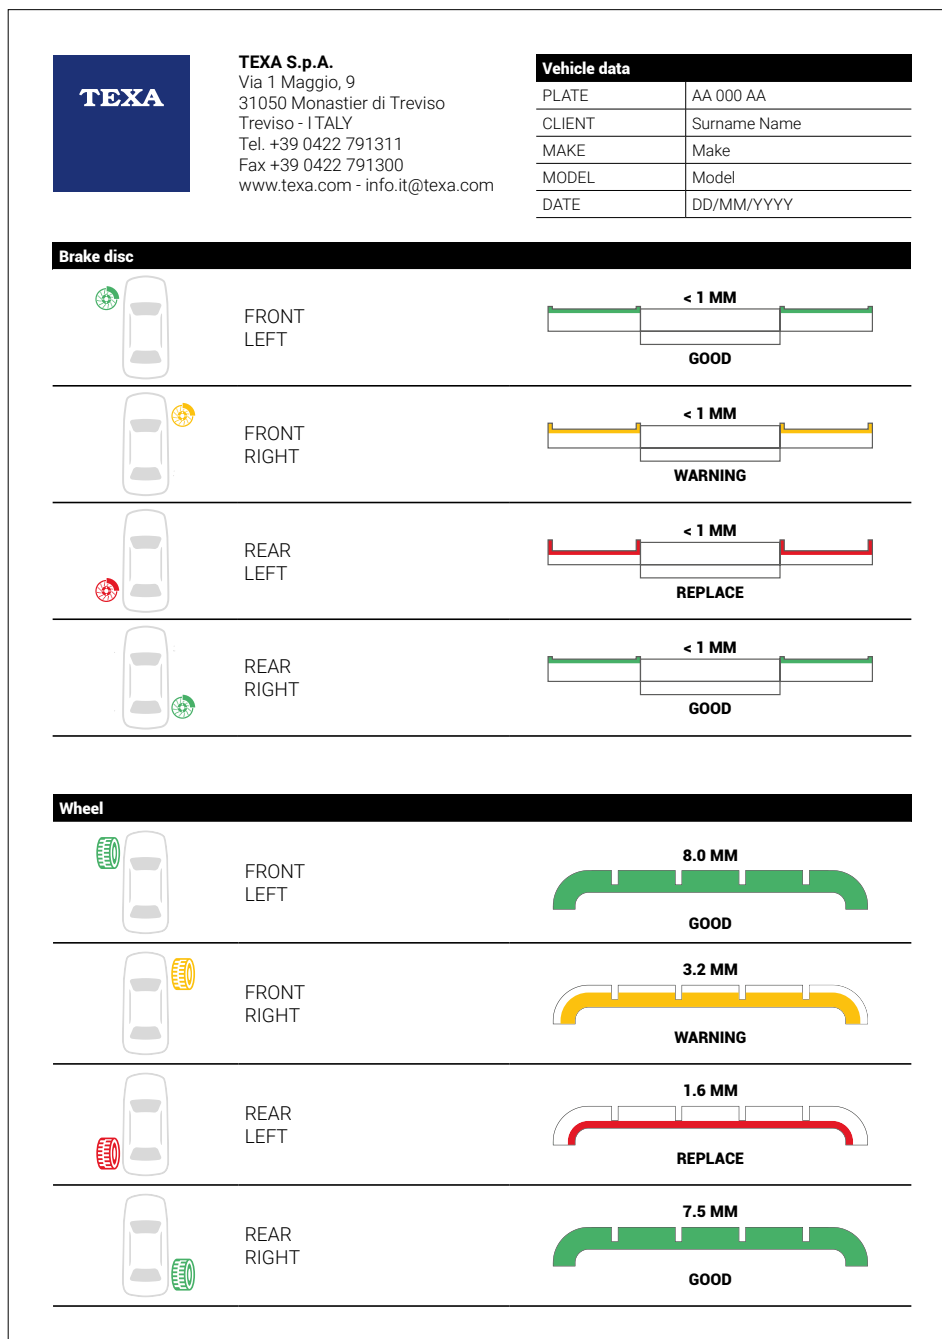 TEXA
TEXA S.p.A.
Via 1 Maggio, 9
31050 Monastier di Treviso
Treviso - ITALY
Tel. +39 0422 791311
Fax +39 0422 791300
www.texa.com - info.it@texa.com
Vehicle data
PLATE AA 000 AA
CLIENT Surname Name
MAKE Make
MODEL Model
DATE DD/MM/YYYY
Brake disc
FRONT
LEFT
< 1 MM
GOOD
FRONT
RIGHT
< 1 MM
WARNING
REAR
LEFT
< 1 MM
REPLACE
REAR
RIGHT
< 1 MM
GOOD
Wheel
FRONT
LEFT
8.0 MM
GOOD
FRONT
RIGHT
3.2 MM
WARNING
REAR
LEFT
1.6 MM
REPLACE
REAR
RIGHT
7.5 MM
GOOD